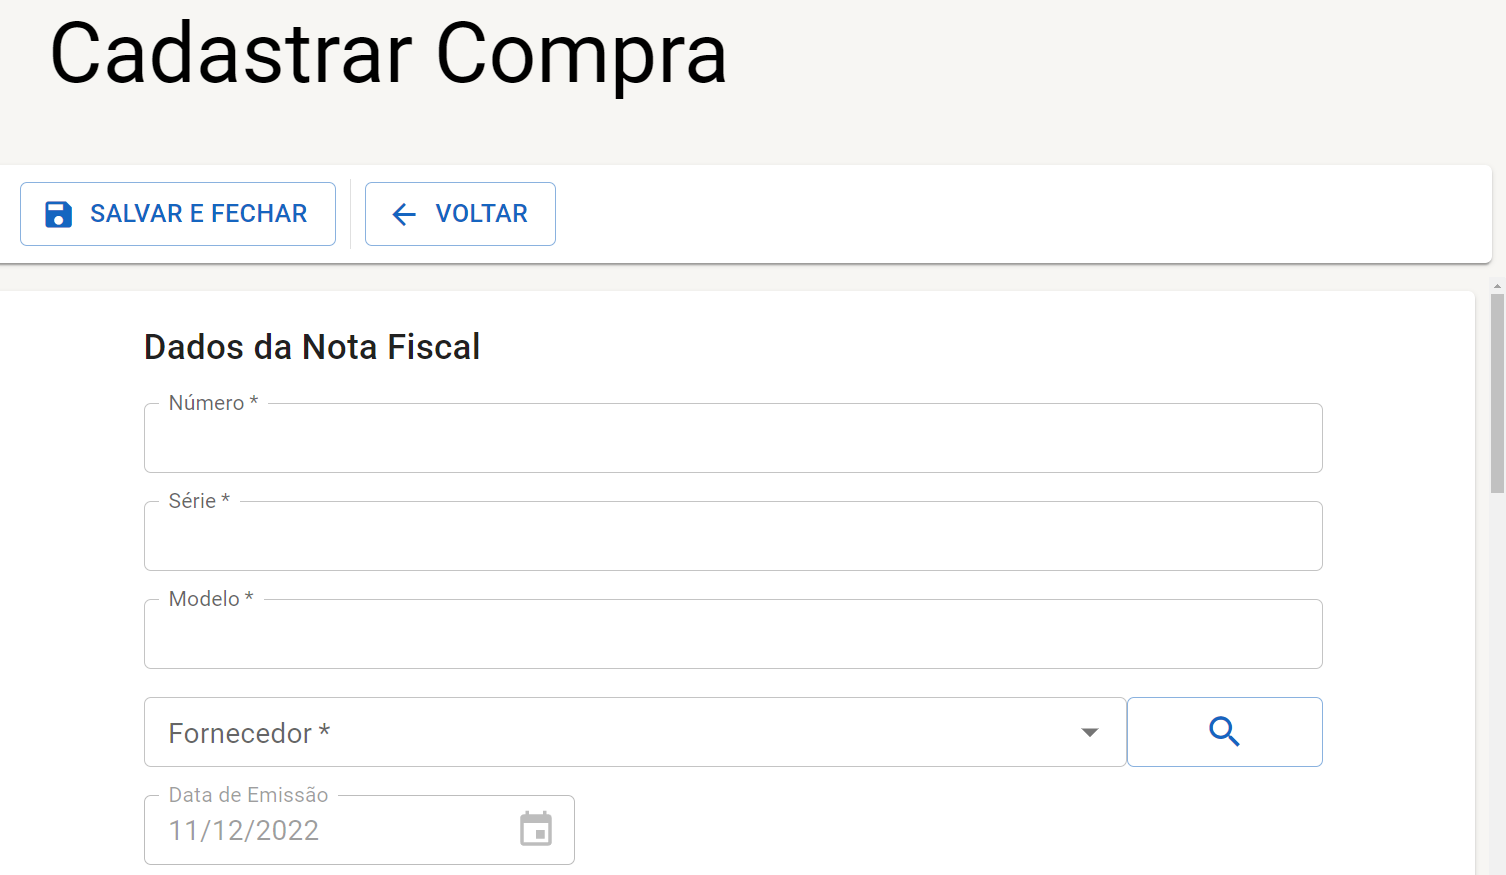 Cadastrar Compra
SALVAR E FECHAR
VOLTAR
Dados da Nota Fiscal
Número *
Série *
Modelo *
Fornecedor *
Data de Emissão
11/12/2022